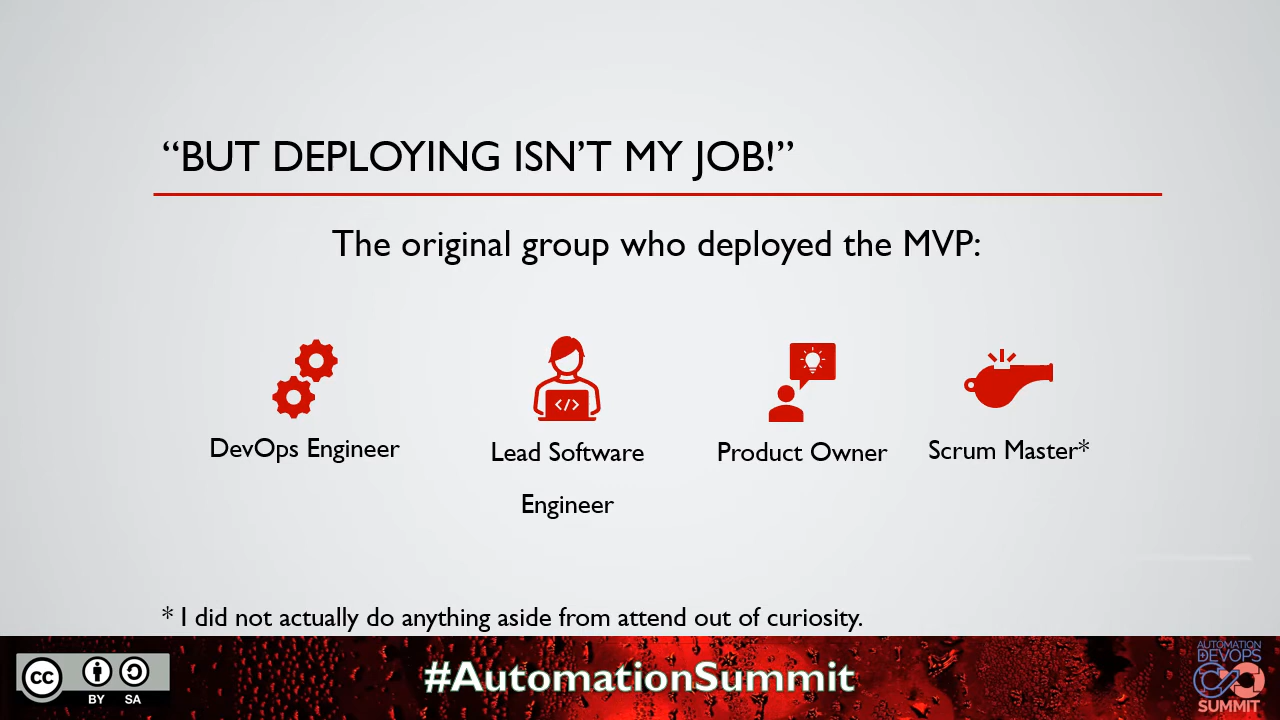 “BUT DEPLOYING ISN’T MY JOB!”
The original group who deployed the MVP:
</>
DevOps Engineer
Lead Software
Engineer
Product Owner
Scrum Master*
* I did not actually do anything aside from attend out of curiosity.
cc
BY SA
#AutomationSummit
AUTOMATION
DEVOPS
SUMMIT